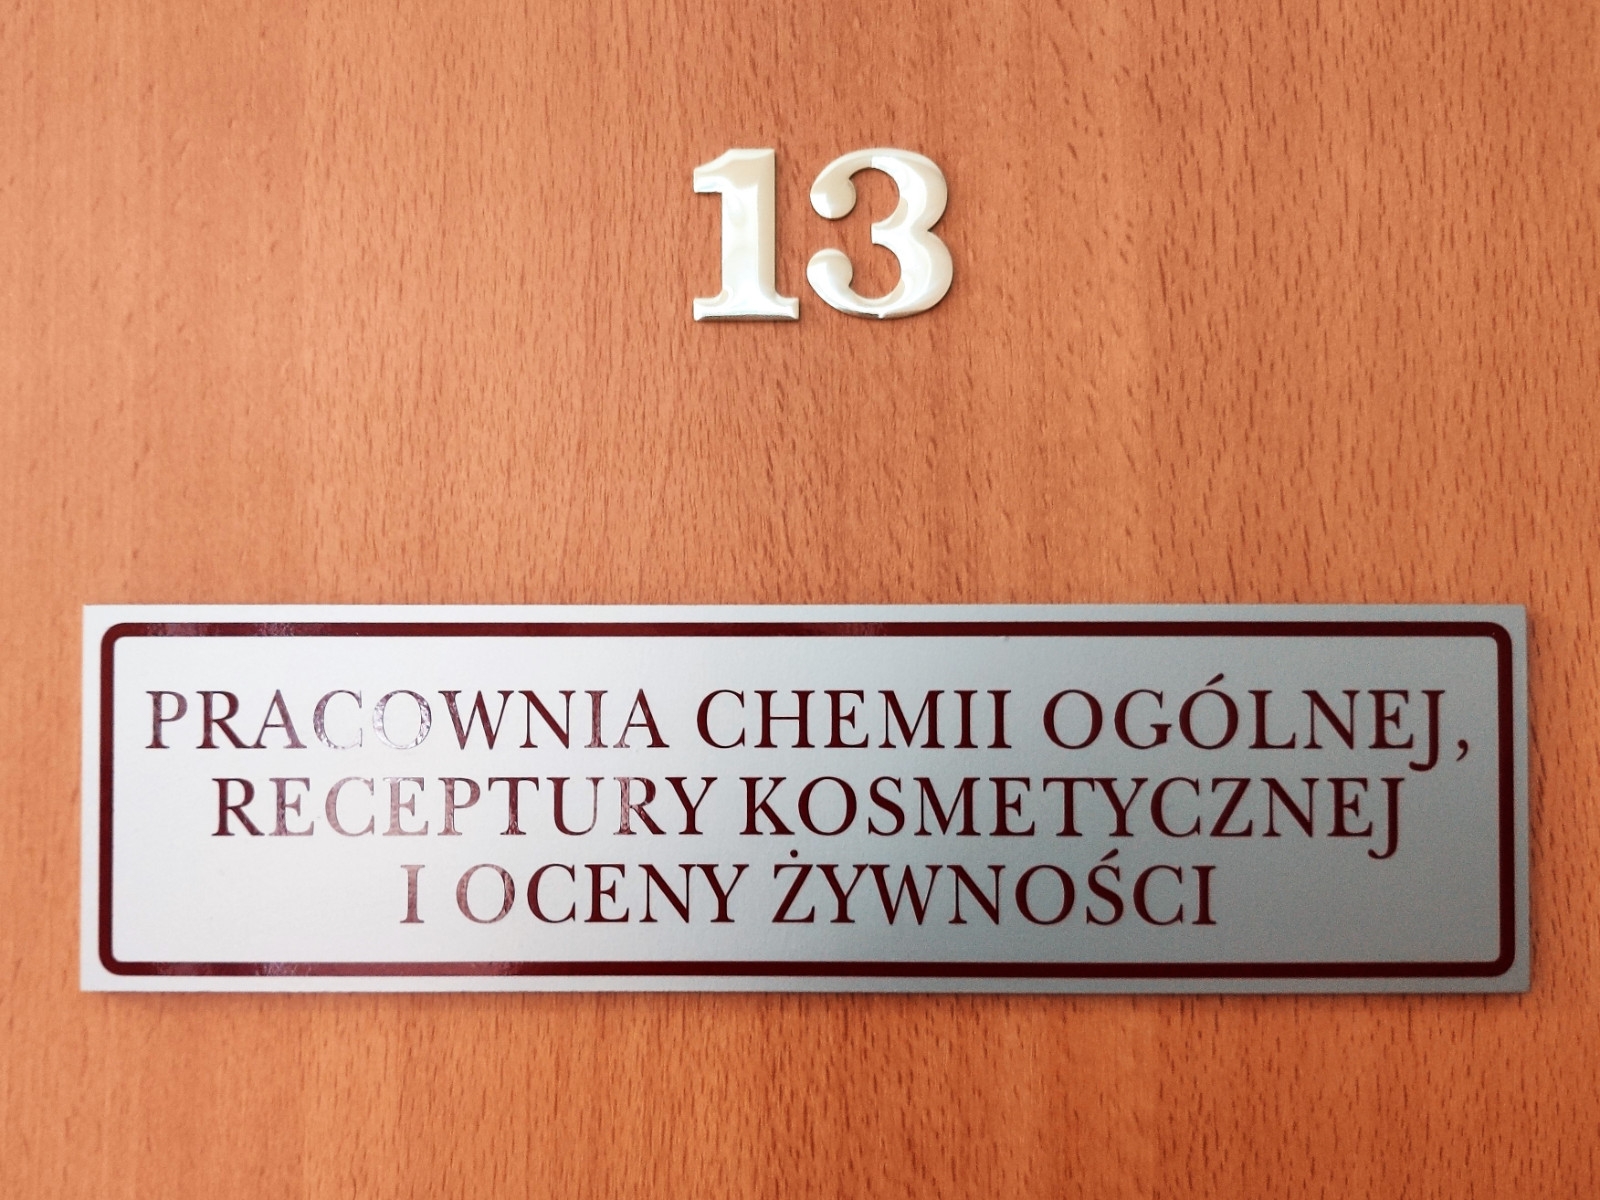 13
PRACOWNIA CHEMII OGÓLNEJ,
RECEPTURY KOSMETYCZNEJ
I OCENY ŻYWNOŚCI